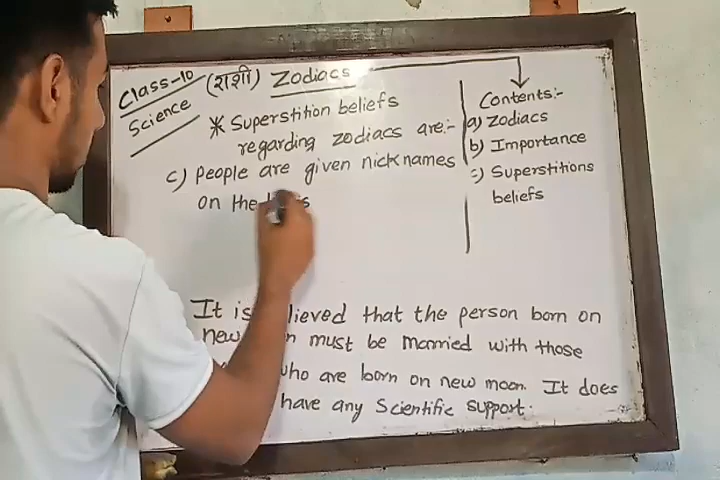 Class-10
Science
(राशी) Zodiacs
* Superstition beliefs
regarding zodiacs are:-
c) People are given nick names
on the
Contents:-
a) Zodiacs
b) Importance
c) Superstitions
beliefs
It is lieved that the person born on
new n must be married with those
who are born on new moon. It does
have any Scientific support.